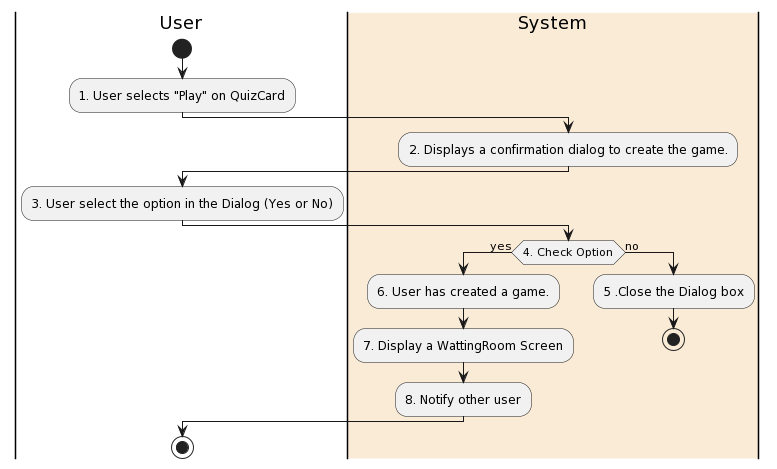 User
System
1. User selects "Play" on QuizCard
2. Displays a confirmation dialog to create the game.
3. User select the option in the Dialog (Yes or No)
yes
4. Check Option
no
6. User has created a game.
5 .Close the Dialog box
7. Display a WattingRoom Screen
8. Notify other user